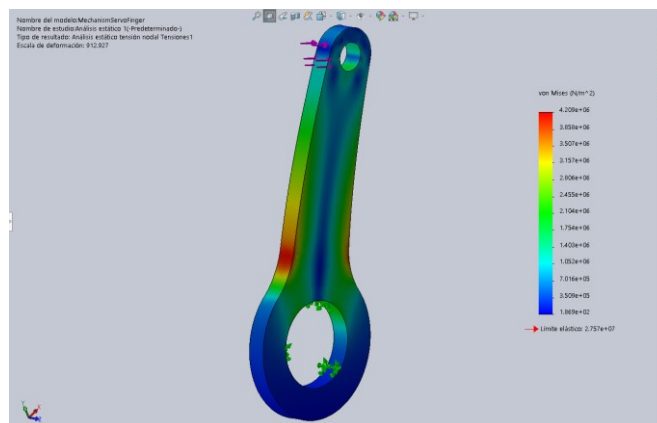 Nombre del modelo:MechanismServoFinger
Nombre de estudio:Análisis estático 1(-Predeterminado-)
Tipo de resultado: Análisis estático tensión nodal Tensiones1
Escala de deformación: 912.827
von Mises (N/m^2)
4.209e+06
3.858e+06
3.507e+06
3.157e+06
2.806e+06
2.455e+06
2.104e+06
1.754e+06
1.403e+06
1.052e+06
7.016e+05
3.509e+05
1.869e+02
Límite elástico: 2.757e+07